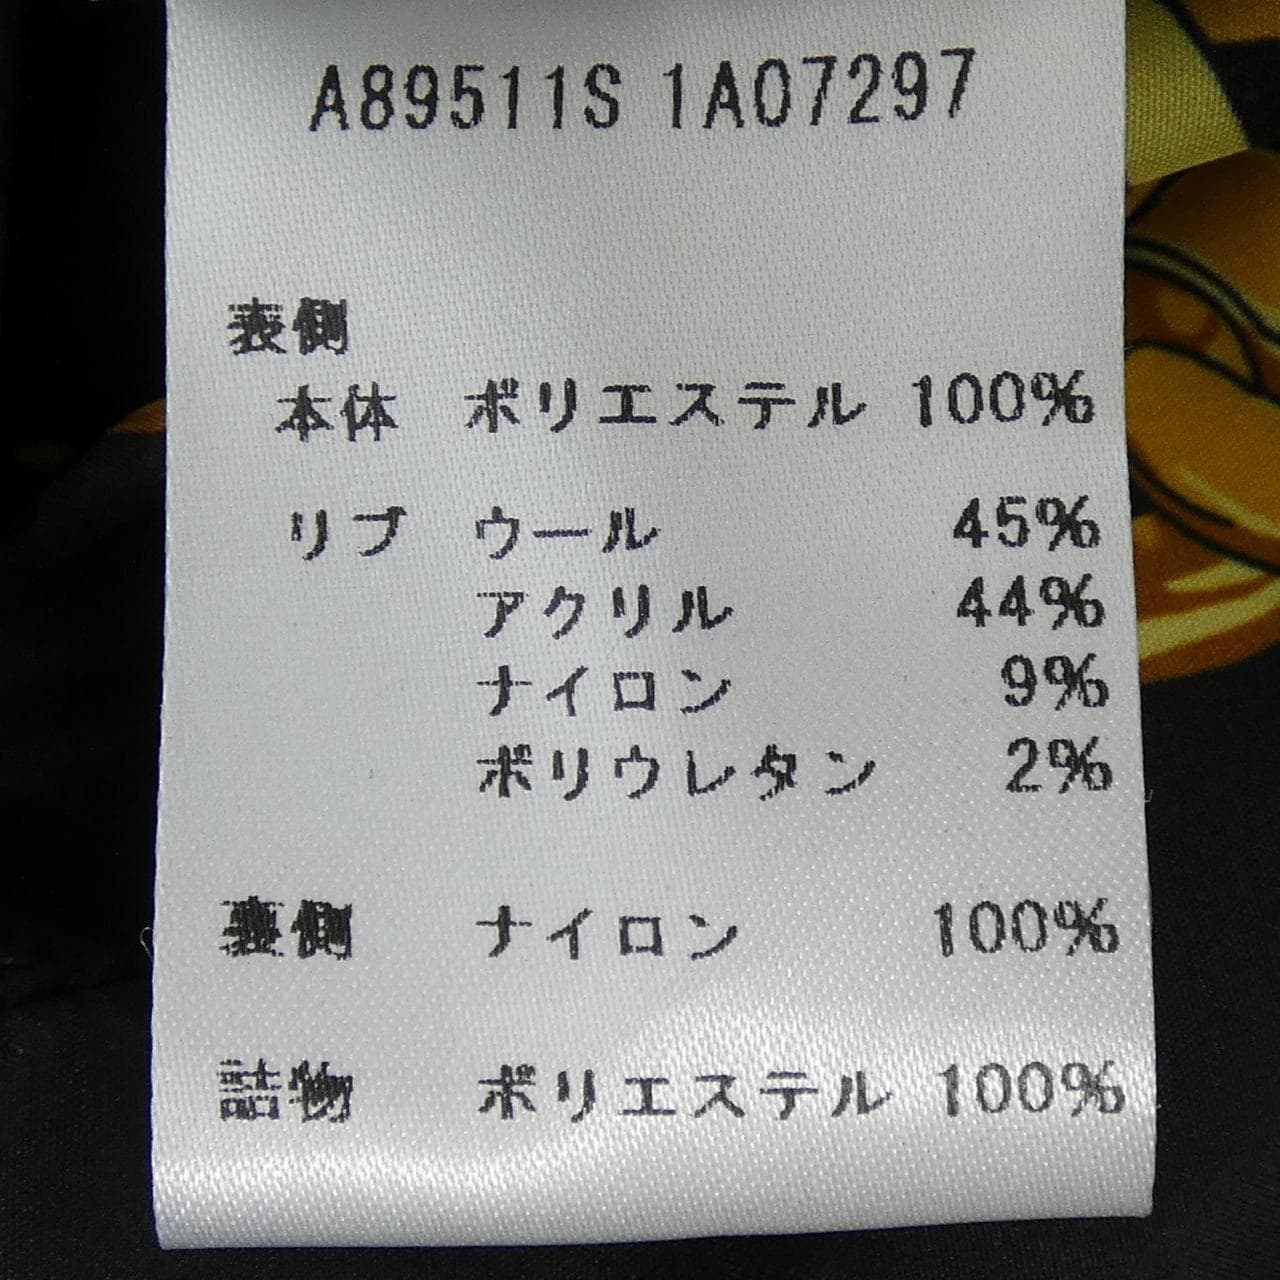 A89511S 1A07297
表側
本体 ポリエステル 100%
リブ ウール 45%
アクリル 44%
ナイロン 9%
ポリウレタン 2%
裏側 ナイロン 100%
詰物 ポリエステル 100%